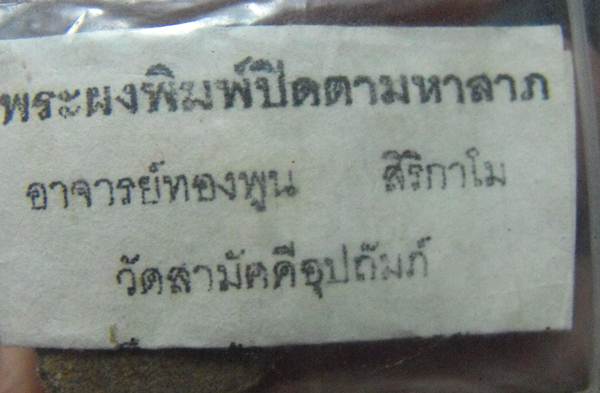 พระผงพิมพ์ปิดตามหาลาภ
อาจารย์ทองพูน สิริกาโม
วัดสามัคคีอุปถัมภ์